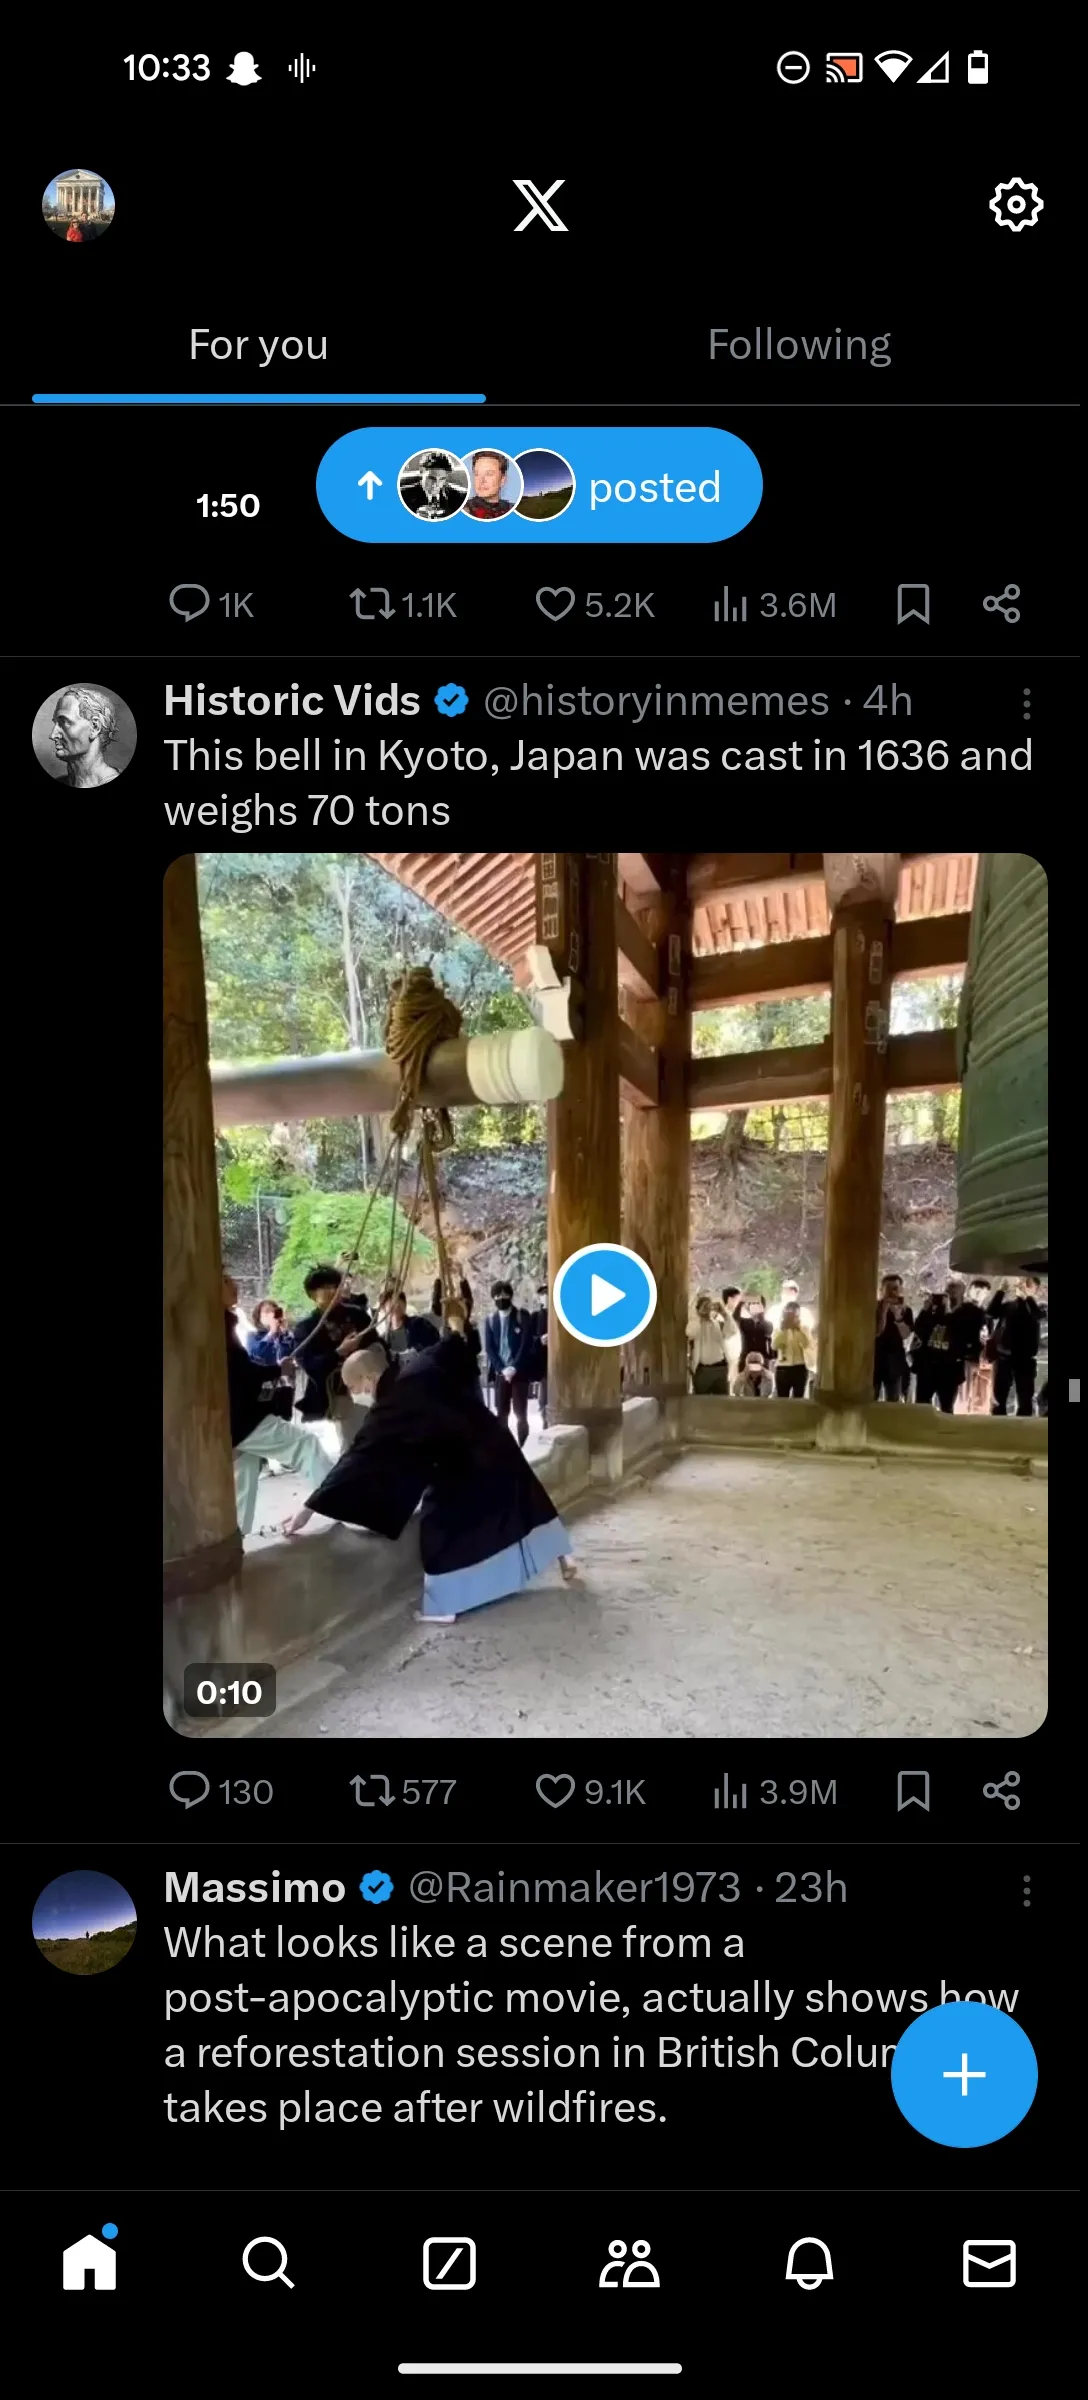 10:33
For you
Following
1:50
posted
1K 1.1K 5.2K 3.6M
Historic Vids @historyinmemes · 4h
This bell in Kyoto, Japan was cast in 1636 and
weighs 70 tons
0:10
130 577 9.1K 3.9M
Massimo @Rainmaker1973 · 23h
What looks like a scene from a
post-apocalyptic movie, actually shows how
a reforestation session in British
takes place after wildfires.